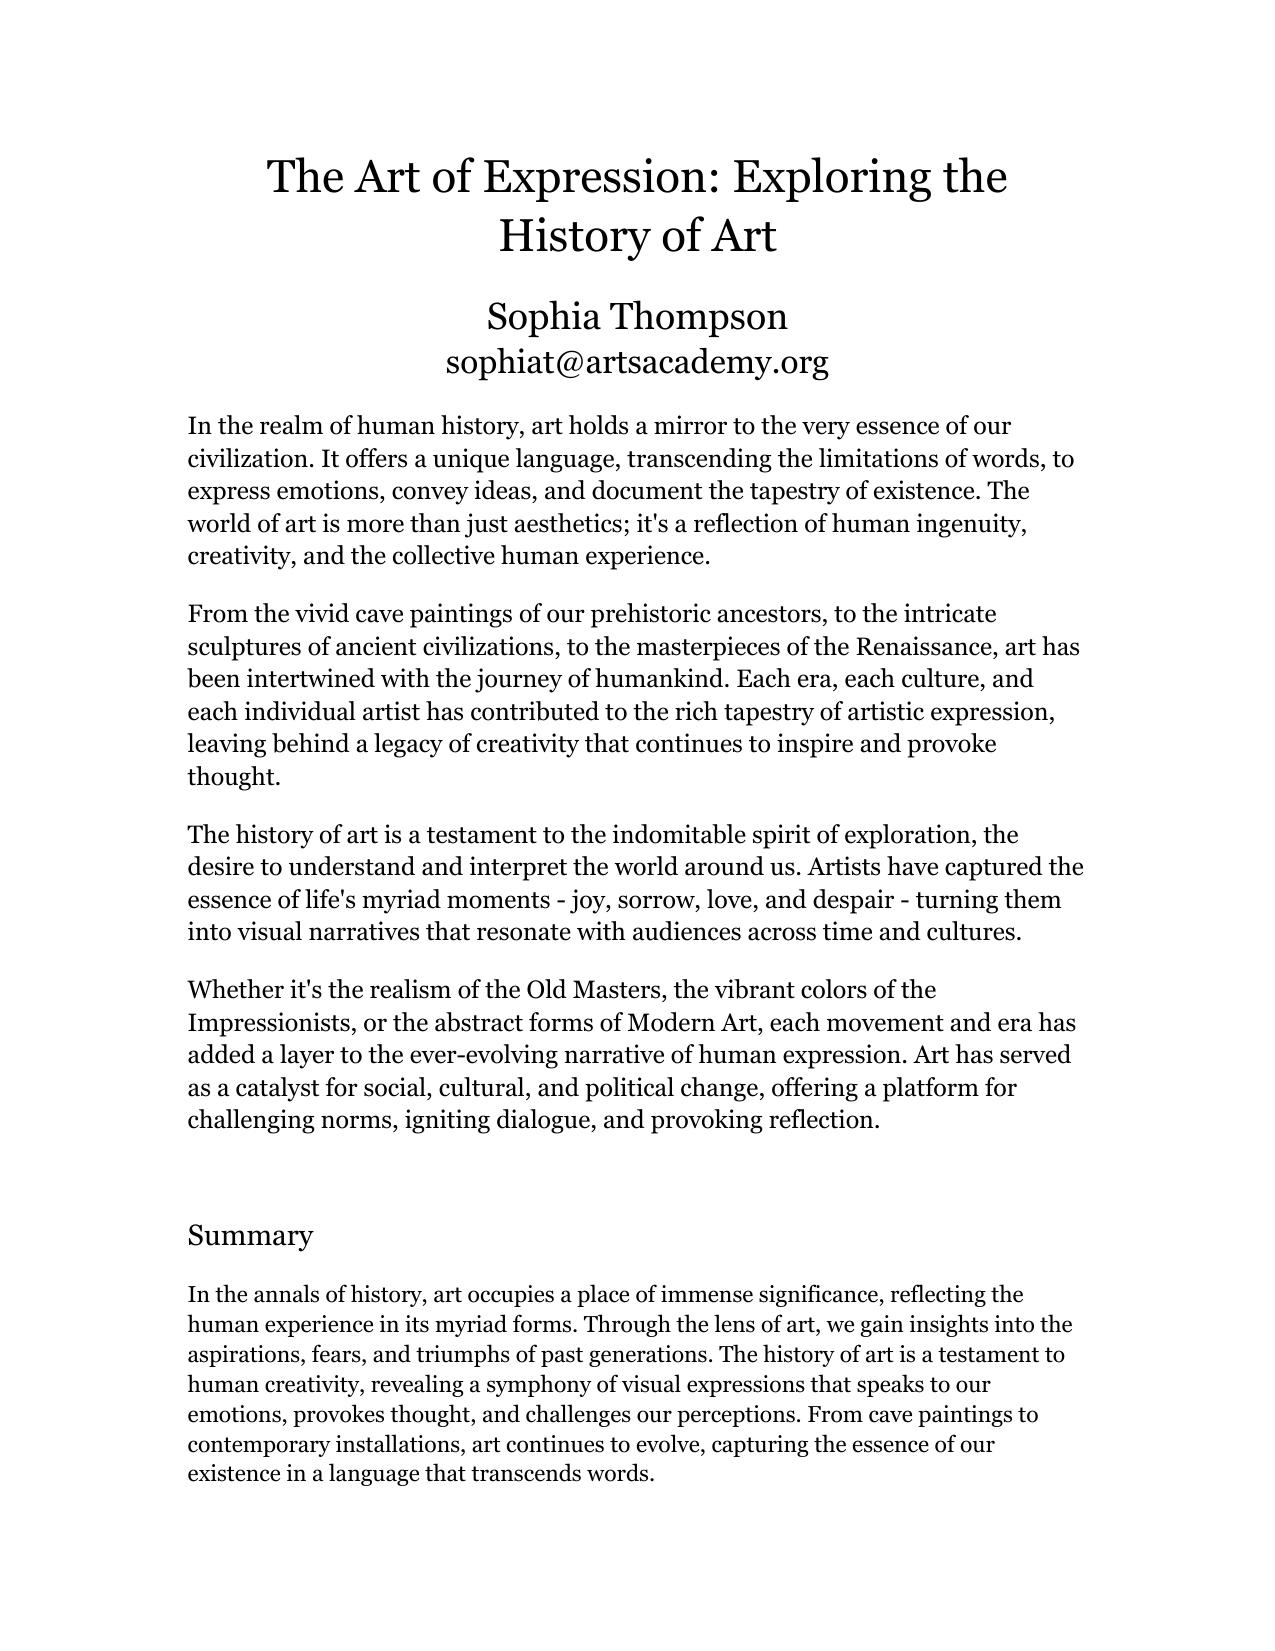 The Art of Expression: Exploring the
History of Art
Sophia Thompson
sophiat@artsacademy.org
In the realm of human history, art holds a mirror to the very essence of our
civilization. It offers a unique language, transcending the limitations of words, to
express emotions, convey ideas, and document the tapestry of existence. The
world of art is more than just aesthetics; it's a reflection of human ingenuity,
creativity, and the collective human experience.
From the vivid cave paintings of our prehistoric ancestors, to the intricate
sculptures of ancient civilizations, to the masterpieces of the Renaissance, art has
been intertwined with the journey of humankind. Each era, each culture, and
each individual artist has contributed to the rich tapestry of artistic expression,
leaving behind a legacy of creativity that continues to inspire and provoke
thought.
The history of art is a testament to the indomitable spirit of exploration, the
desire to understand and interpret the world around us. Artists have captured the
essence of life's myriad moments - joy, sorrow, love, and despair - turning them
into visual narratives that resonate with audiences across time and cultures.
Whether it's the realism of the Old Masters, the vibrant colors of the
Impressionists, or the abstract forms of Modern Art, each movement and era has
added a layer to the ever-evolving narrative of human expression. Art has served
as a catalyst for social, cultural, and political change, offering a platform for
challenging norms, igniting dialogue, and provoking reflection.
Summary
In the annals of history, art occupies a place of immense significance, reflecting the
human experience in its myriad forms. Through the lens of art, we gain insights into the
aspirations, fears, and triumphs of past generations. The history of art is a testament to
human creativity, revealing a symphony of visual expressions that speaks to our
emotions, provokes thought, and challenges our perceptions. From cave paintings to
contemporary installations, art continues to evolve, capturing the essence of our
existence in a language that transcends words.